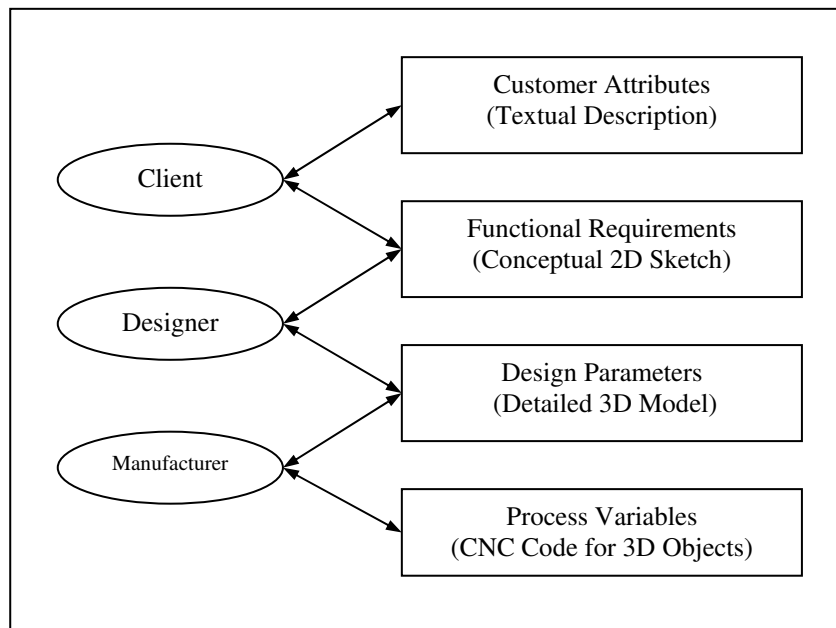 Customer Attributes
(Textual Description)
Client
Functional Requirements
(Conceptual 2D Sketch)
Designer
Design Parameters
(Detailed 3D Model)
Manufacturer
Process Variables
(CNC Code for 3D Objects)